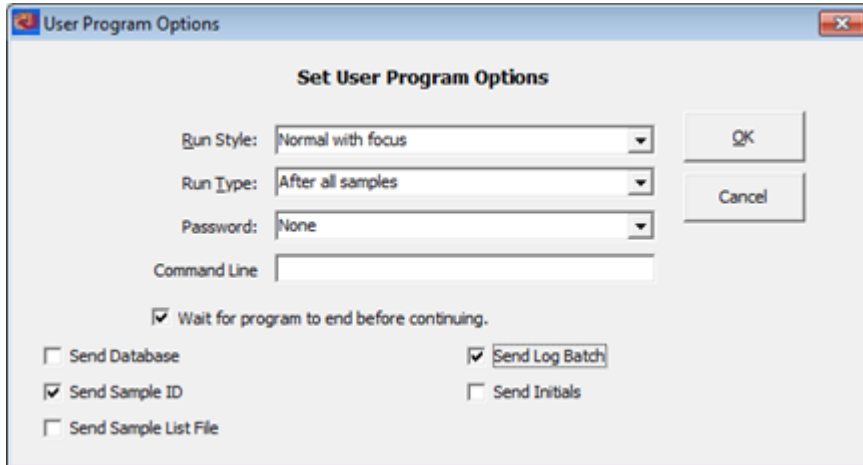 User Program Options
Set User Program Options
Run Style: Normal with focus
OK
Run Type: After all samples
Cancel
Password: None
Command Line
Wait for program to end before continuing.
Send Database
Send Log Batch
Send Sample ID
Send Initials
Send Sample List File